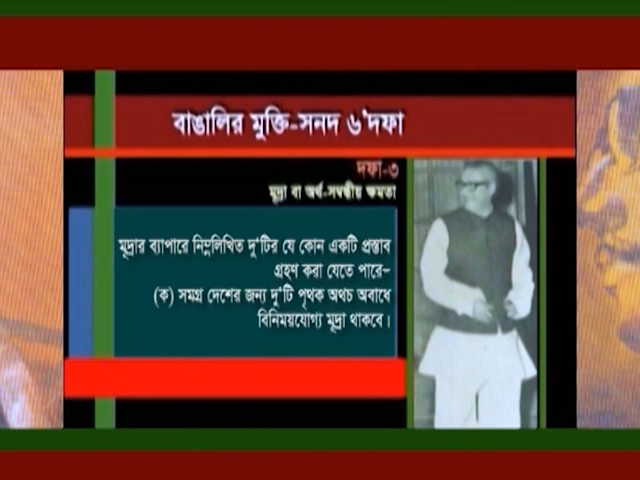 বাঙালির মুক্তি-সনদ ৬'দফা
দফা-৩
মুদ্রা বা অর্থ-সম্বন্ধীয় ক্ষমতা
মুদ্রার ব্যাপারে নিম্নলিখিত দু'টির যে কোন একটি প্রস্তাব
গ্রহণ করা যেতে পারে-
(ক) সমগ্র দেশের জন্য দু'টি পৃথক অথচ অবাধে
বিনিময়যোগ্য মুদ্রা থাকবে।